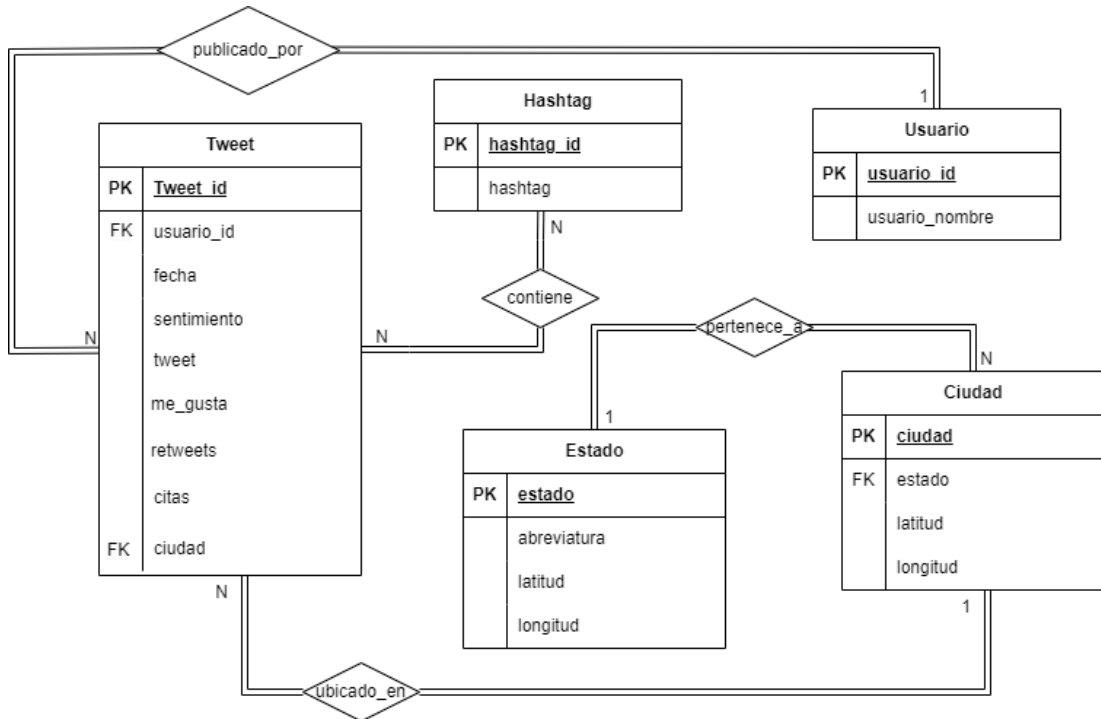 publicado_por
1
Hashtag
PK hashtag_id
hashtag
N
Usuario
PK usuario_id
usuario_nombre
Tweet
PK Tweet_id
FK usuario_id
fecha
sentimiento
tweet
me_gusta
retweets
citas
FK ciudad
N
N
contiene
N
pertenece_a
1
N
Estado
PK estado
abreviatura
latitud
longitud
Ciudad
PK ciudad
FK estado
latitud
longitud
1
ubicado_en
N